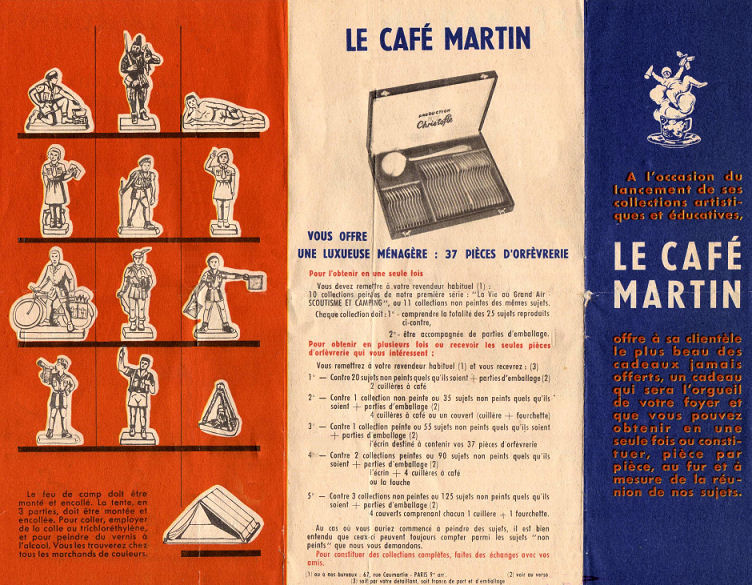 Le feu de camp doit être
monté et encollé. La tente, en
3 parties, doit être montée et
encollée. Pour coller, employer
de la colle au trichloréthylène,
et pour peindre du vernis à
l'alcool. Vous les trouverez chez
tous les marchands de couleurs.
LE CAFÉ MARTIN
PRODUCTION
Christofle
VOUS OFFRE
UNE LUXUEUSE MÉNAGÈRE : 37 PIÈCES D'ORFÈVRERIE
Pour l'obtenir en une seule fois
Vous devez remettre à votre revendeur habituel (1) :
10 collections peintes de notre première série : "La Vie au Grand Air -
SCOUTISME ET CAMPING", ou 11 collections non peintes des mêmes sujets.
Chaque collection doit : 1° - comprendre la totalité des 25 sujets reproduits
ci-contre,
2° - être accompagnée de parties d'emballage.
Pour obtenir en plusieurs fois ou recevoir les seules pièces
d'orfèvrerie qui vous intéressent :
Vous remettrez à votre revendeur habituel (1) et vous recevrez : (3)
1° — Contre 20 sujets non peints quels qu'ils soient + parties d'emballage (2)
2 cuillères à café
2° — Contre 1 collection non peinte ou 35 sujets non peints quels qu'ils
soient + parties d'emballage (2)
4 cuillères à café ou un couvert (cuillère + fourchette)
3° — Contre 1 collection peinte ou 55 sujets non peints quels qu'ils soient
+ parties d'emballage (2)
l'écrin destiné à contenir vos 37 pièces d'orfèvrerie
4° — Contre 2 collections peintes ou 90 sujets non peints quels qu'ils
soient + parties d'emballage (2)
l'écrin + 4 cuillères à café
ou la louche
5° — Contre 3 collections non peintes ou 125 sujets non peints quels qu'ils
soient + parties d'emballage (2)
4 couverts comprenant chacun 1 cuillère + 1 fourchette.
Au cas où vous auriez commencé à peindre des sujets, il est bien
entendu que ceux-ci peuvent toujours compter parmi les sujets "non
peints" que nous vous demandons.
Pour constituer des collections complètes, faites des échanges avec vos
amis.
(1) ou à nos bureaux : 67, rue Caumartin - PARIS 9e arr. (2) voir au verso
(3) soit par votre détaillant, soit franco de port et d'emballage
A l'occasion du
lancement de ses
collections artisti-
ques et éducatives,
LE CAFÉ
MARTIN
offre à sa clientèle
le plus beau des
cadeaux jamais
offerts, un cadeau
qui sera l'orgueil
de votre foyer et
que vous pouvez
obtenir en une
seule fois ou consti-
tuer, pièce par
pièce, au fur et à
mesure de la réu-
nion de nos sujets.